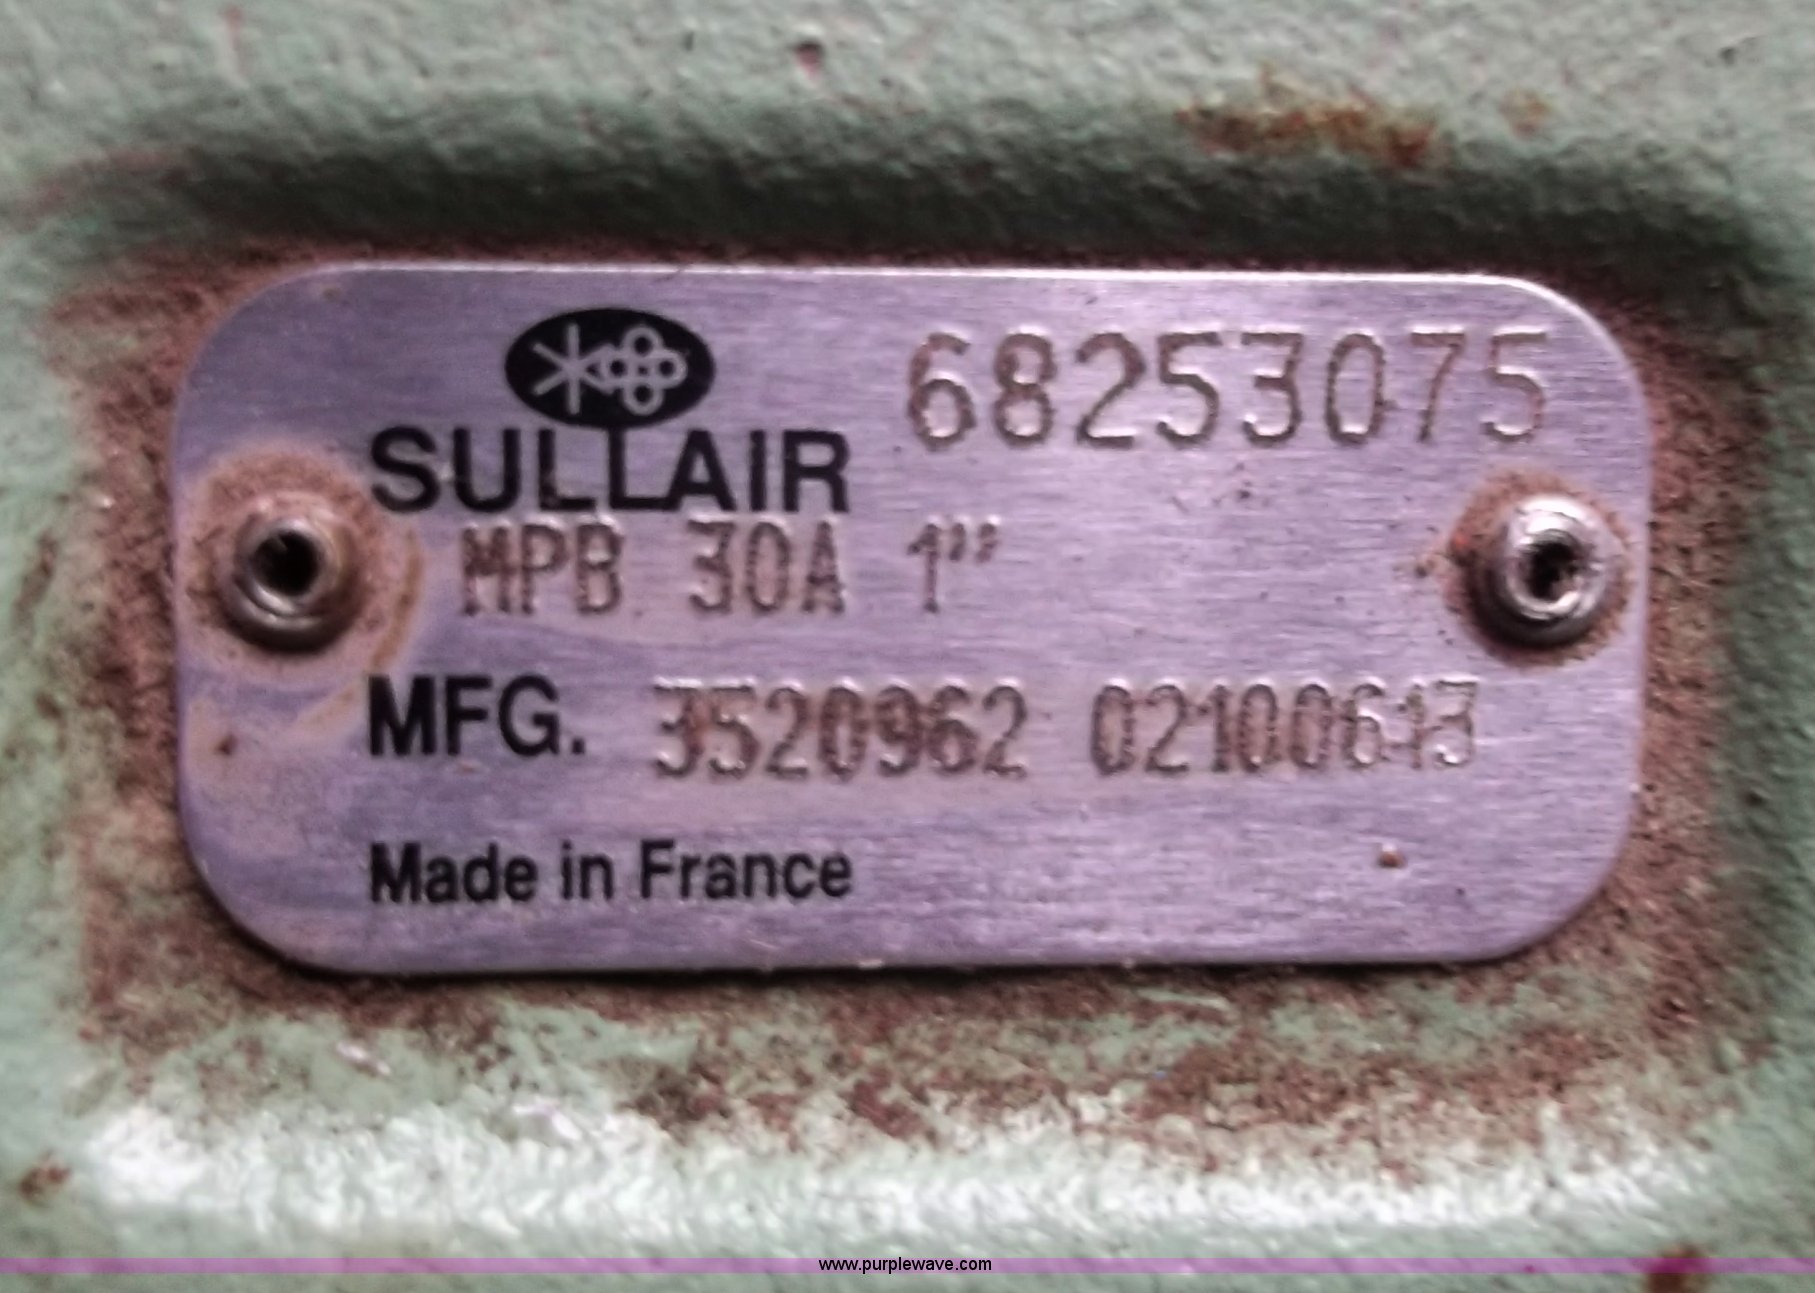 68253075
SULLAIR
MPB 30A 1"
MFG. 3520962 02100613
Made in France
www.purplewave.com